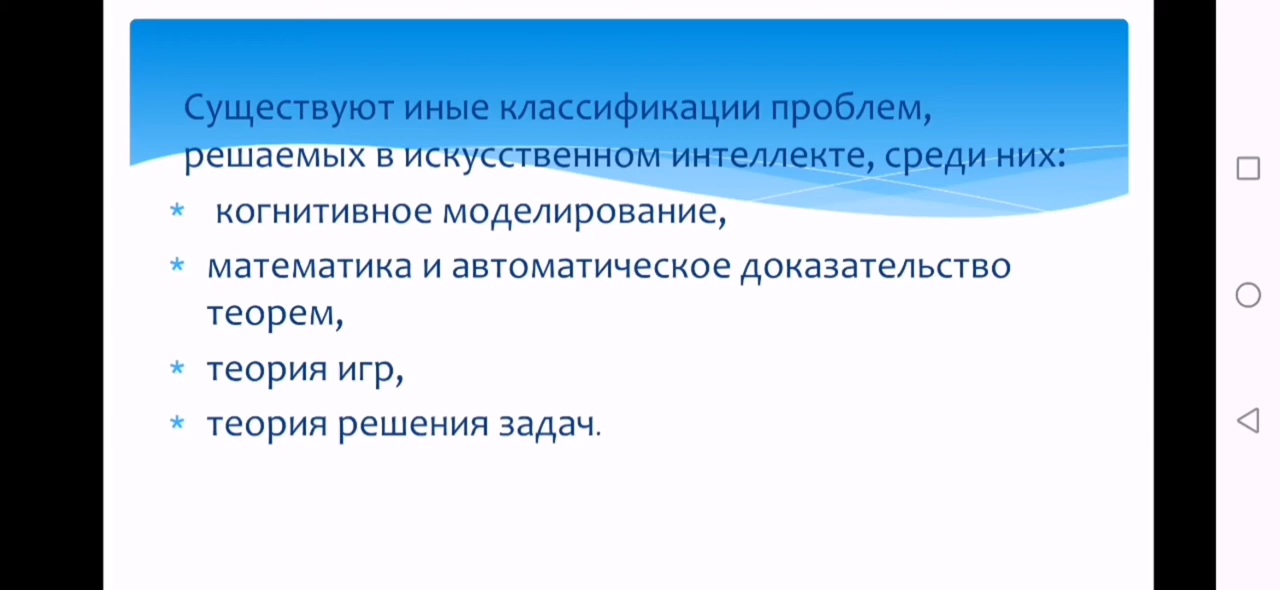 Существуют иные классификации проблем,
решаемых в искусственном интеллекте, среди них:
* когнитивное моделирование,
* математика и автоматическое доказательство
теорем,
* теория игр,
* теория решения задач.